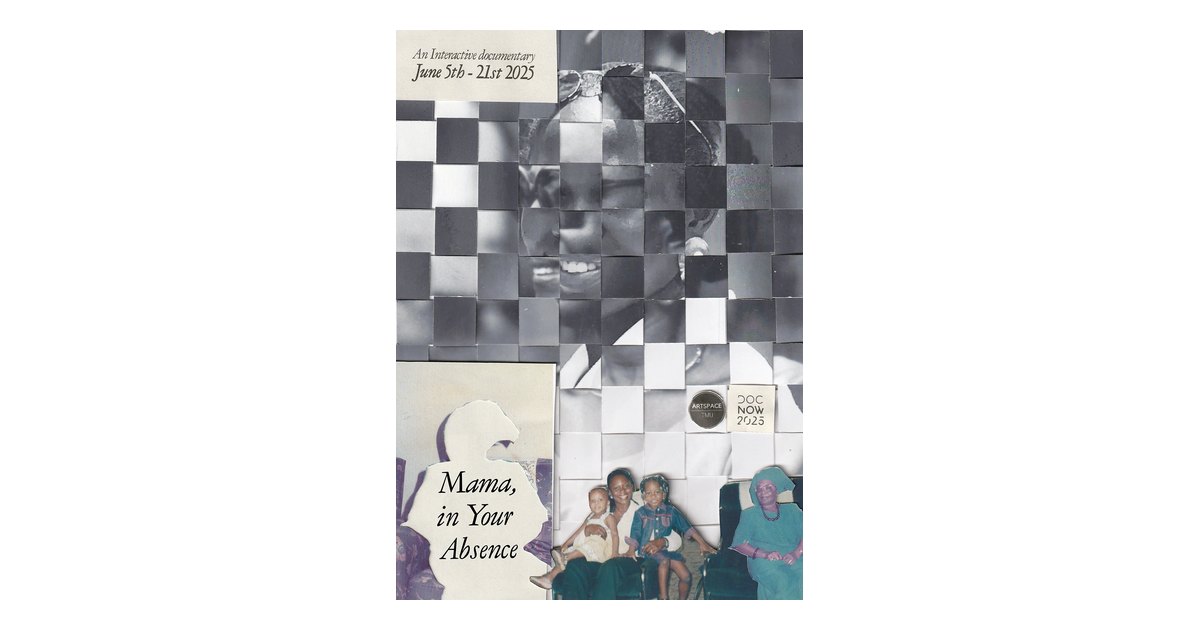 An Interactive documentary
June 5th - 21st 2025
ARTSPACE
TMU
DOC
NOW
2025
Mama,
in Your
Absence